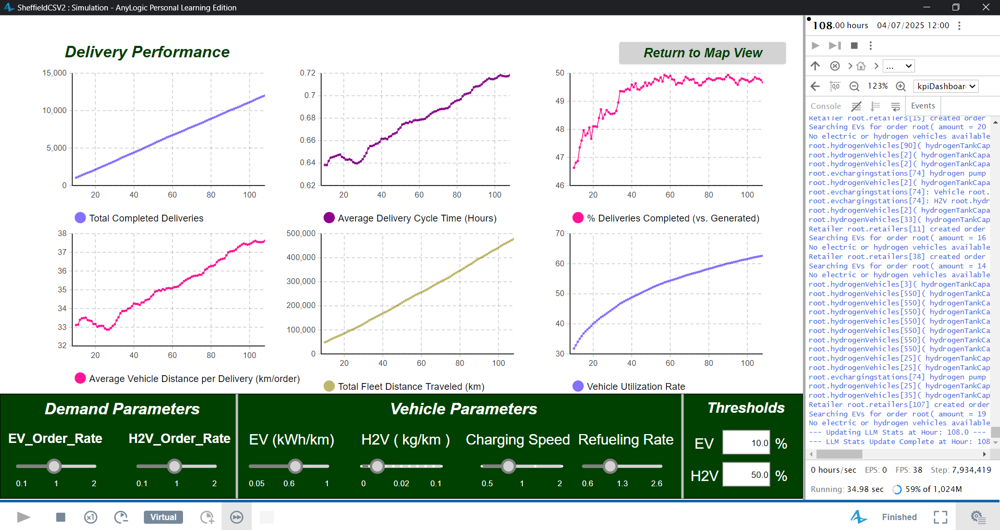 SheffieldCSV2 : Simulation - AnyLogic Personal Learning Edition
Delivery Performance
Return to Map View
15,000
10,000
5,000
0
20 40 60 80 100
Total Completed Deliveries
0.72
0.7
0.68
0.66
0.64
0.62
20 40 60 80 100
Average Delivery Cycle Time (Hours)
50
49
48
47
46
20 40 60 80 100
% Deliveries Completed (vs. Generated)
38
37
36
35
34
33
32
20 40 60 80 100
Average Vehicle Distance per Delivery (km/order)
500,000
400,000
300,000
200,000
100,000
0
20 40 60 80 100
Total Fleet Distance Traveled (km)
70
60
50
40
30
20 40 60 80 100
Vehicle Utilization Rate
Demand Parameters
EV_Order_Rate H2V_Order_Rate
0.1 1 2 0.1 1 2
Vehicle Parameters
EV (kWh/km) H2V ( kg/km ) Charging Speed Refueling Rate
0.05 0.6 1 0 0.02 0.1 0.5 1 2 0.6 1.3 2.6
Thresholds
EV 10.0 %
H2V 50.0 %
108.00 hours 04/07/2025 12:00
...
123% kpiDashboar
Console Events
Retailer root.retailers[15] created order
Searching EVs for order root( amount = 20
No electric or hydrogen vehicles available
root.hydrogenVehicles[90]( hydrogenTankCap
root.hydrogenVehicles[2]( hydrogenTankCapa
root.hydrogenVehicles[2]( hydrogenTankCapa
root.evchargingstations[74] hydrogen pump
root.hydrogenVehicles[2]( hydrogenTankCapa
root.evchargingstations[74]: Vehicle root.
root.evchargingstations[74]: H2V root.hydr
root.hydrogenVehicles[2]( hydrogenTankCapa
root.hydrogenVehicles[33]( hydrogenTankCap
Retailer root.retailers[11] created order
Searching EVs for order root( amount = 16
No electric or hydrogen vehicles available
Retailer root.retailers[38] created order
Searching EVs for order root( amount = 14
No electric or hydrogen vehicles available
root.hydrogenVehicles[3]( hydrogenTankCapa
root.hydrogenVehicles[550]( hydrogenTankCa
root.hydrogenVehicles[550]( hydrogenTankCa
root.hydrogenVehicles[550]( hydrogenTankCa
root.hydrogenVehicles[550]( hydrogenTankCa
root.hydrogenVehicles[550]( hydrogenTankCa
root.hydrogenVehicles[550]( hydrogenTankCa
root.hydrogenVehicles[550]( hydrogenTankCa
root.hydrogenVehicles[25]( hydrogenTankCap
root.hydrogenVehicles[25]( hydrogenTankCap
root.evchargingstations[74] hydrogen pump
root.hydrogenVehicles[25]( hydrogenTankCap
root.hydrogenVehicles[35]( hydrogenTankCap
Retailer root.retailers[107] created order
Searching EVs for order root( amount = 19
No electric or hydrogen vehicles available
--- Updating LLM Stats at Hour: 108.0 ---
--- LLM Stats Update Complete at Hour: 108
0 hours/sec EPS: 0 FPS: 38 Step: 7,934,419
Running: 34.98 sec 59% of 1,024M
x1 Virtual Finished